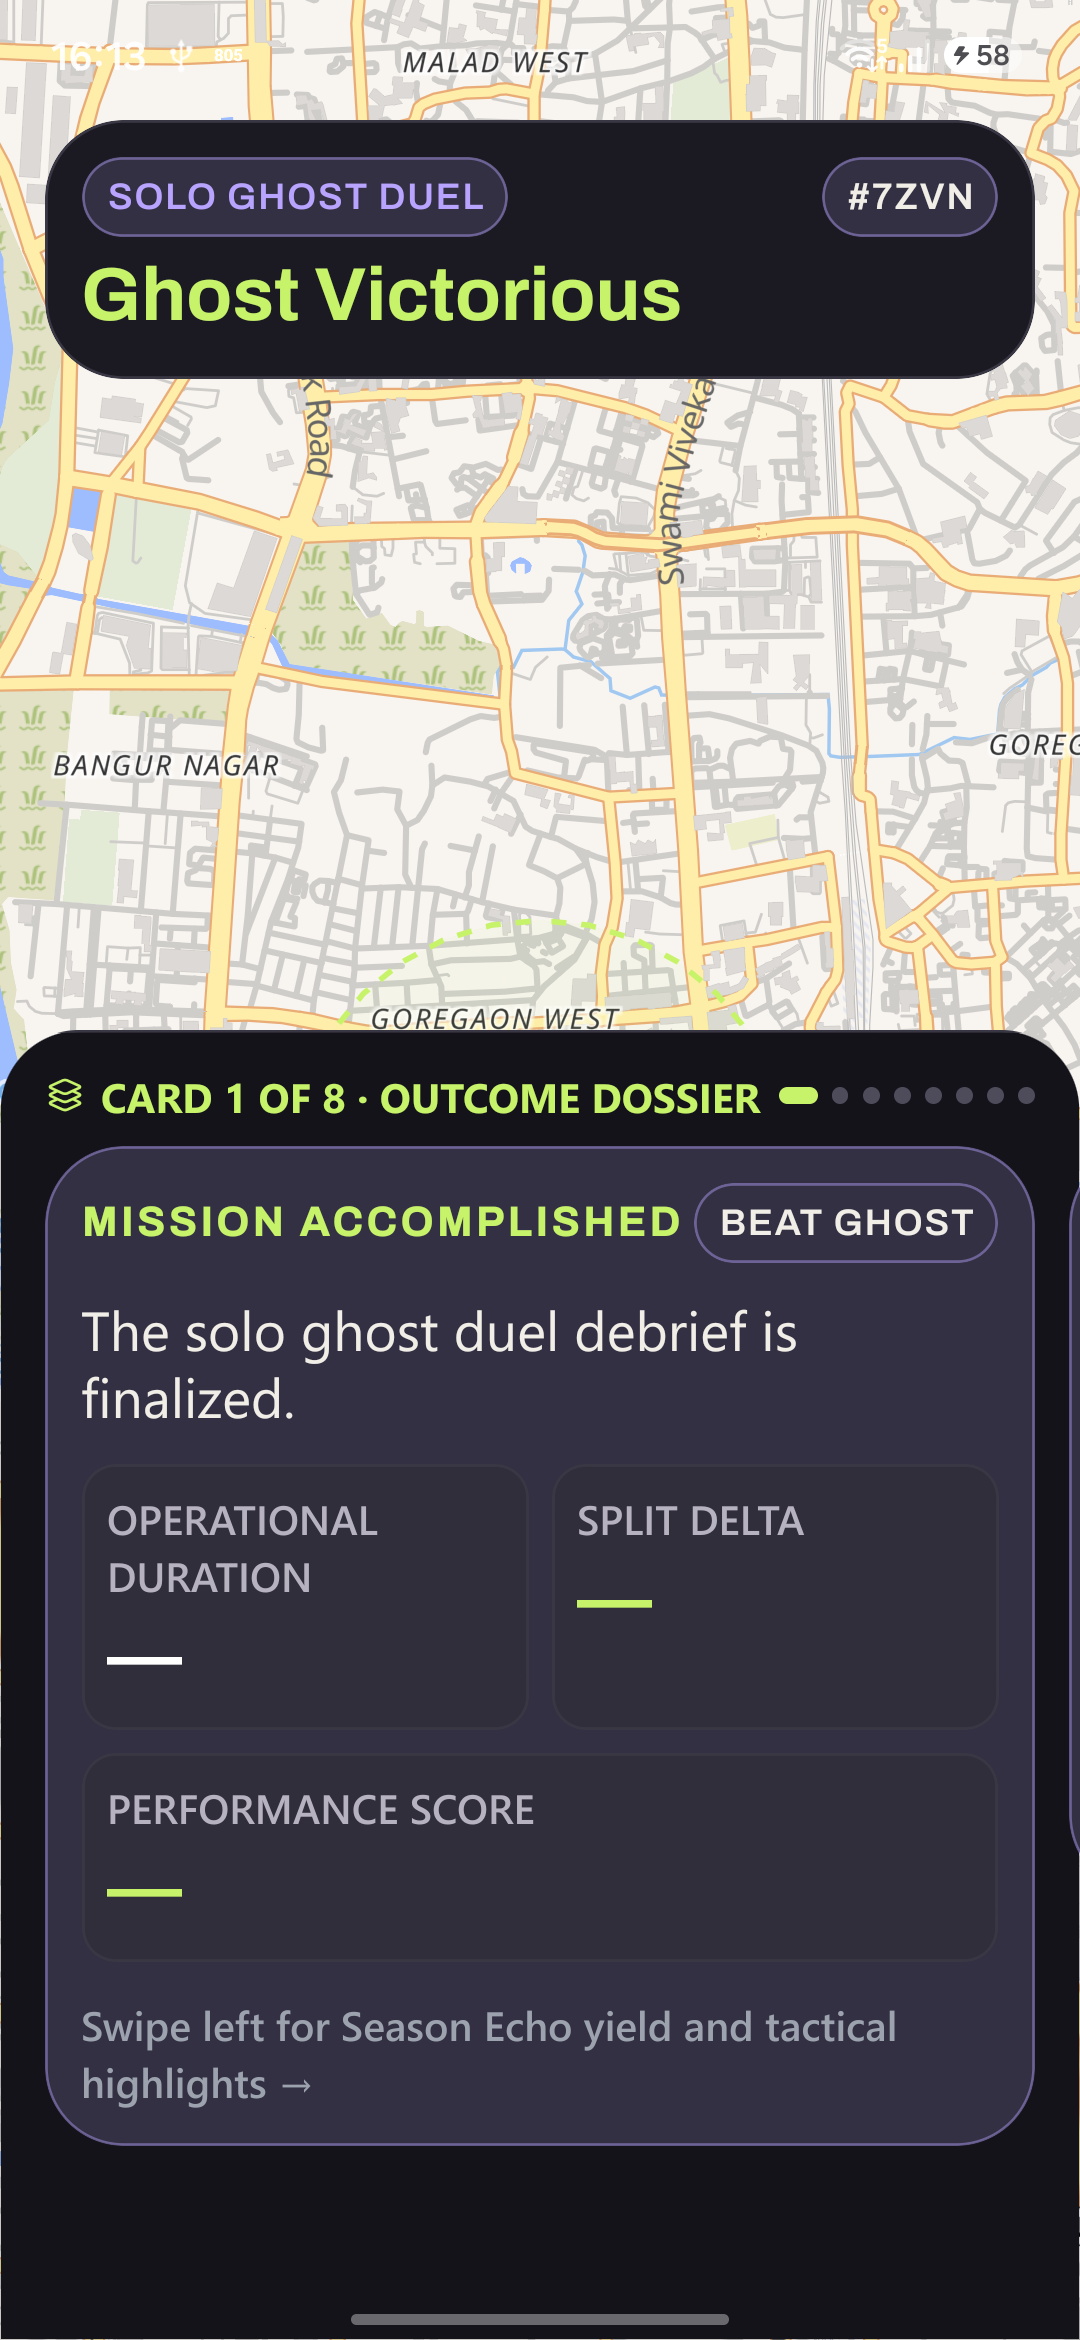 16:13 805 5 58
MALAD WEST
SOLO GHOST DUEL #7ZVN
Ghost Victorious
k Road
Swami Viveka
BANGUR NAGAR
GOREG
GOREGAON WEST
CARD 1 OF 8 · OUTCOME DOSSIER
MISSION ACCOMPLISHED BEAT GHOST
The solo ghost duel debrief is
finalized.
OPERATIONAL
DURATION
—
SPLIT DELTA
—
PERFORMANCE SCORE
—
Swipe left for Season Echo yield and tactical
highlights →